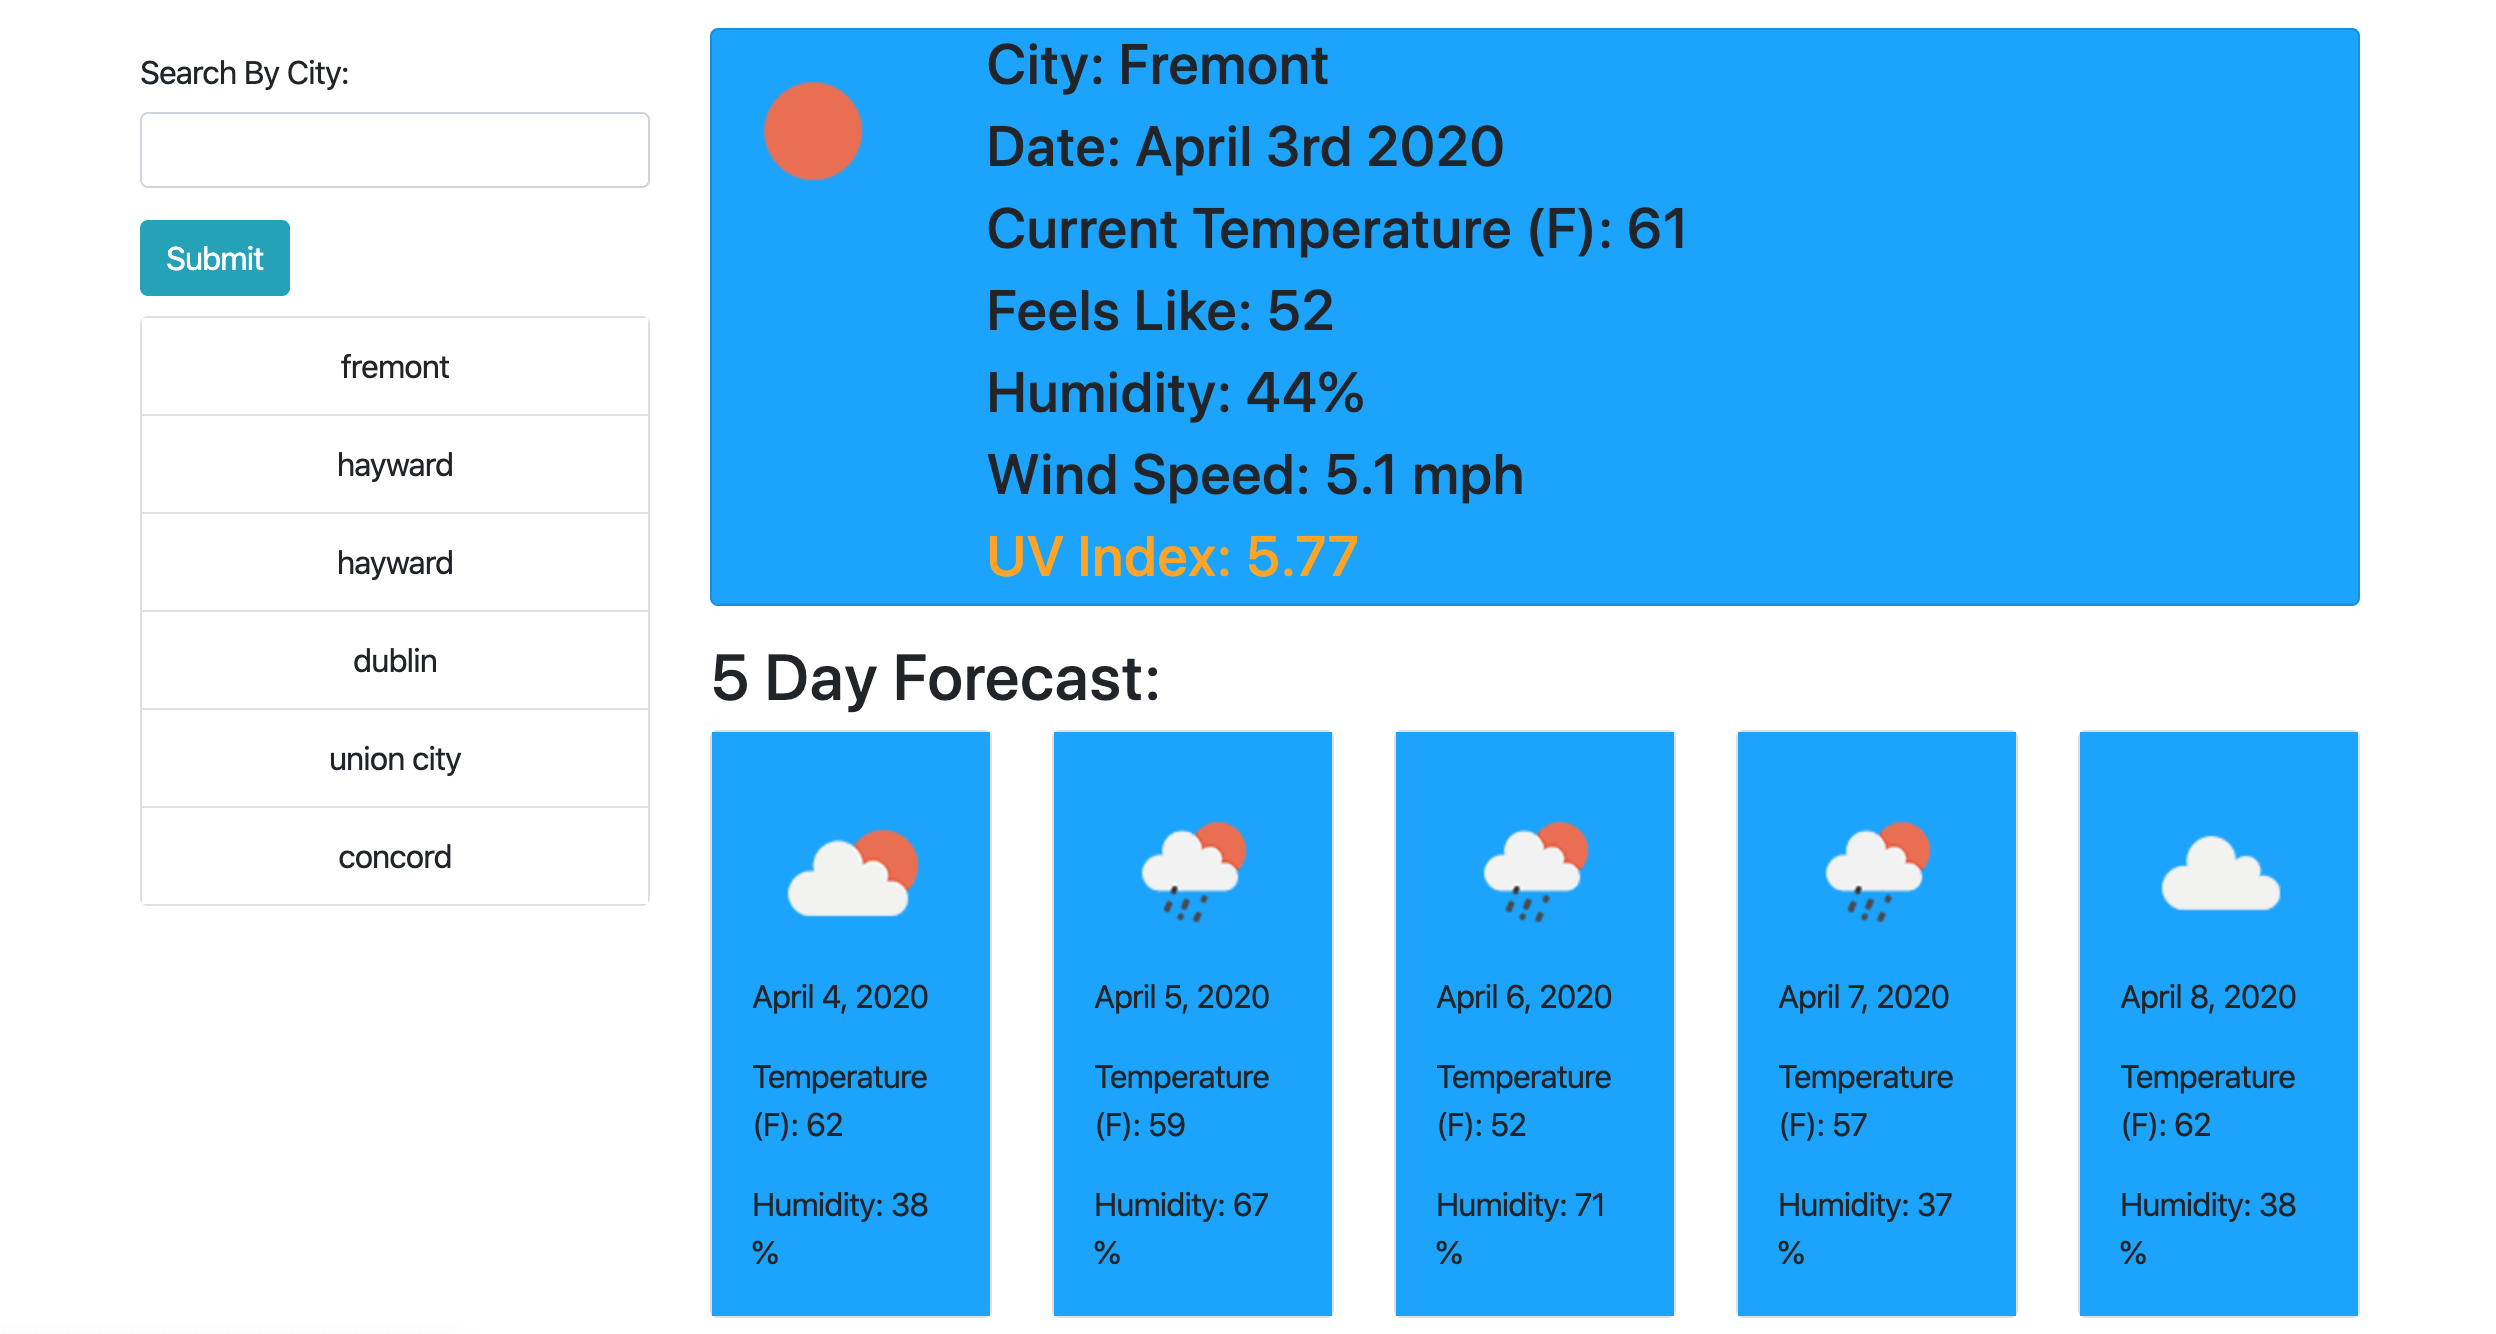 Search By City:
Submit
fremont
hayward
hayward
dublin
union city
concord
City: Fremont
Date: April 3rd 2020
Current Temperature (F): 61
Feels Like: 52
Humidity: 44%
Wind Speed: 5.1 mph
UV Index: 5.77
5 Day Forecast:
April 4, 2020
Temperature
(F): 62
Humidity: 38
%
April 5, 2020
Temperature
(F): 59
Humidity: 67
%
April 6, 2020
Temperature
(F): 52
Humidity: 71
%
April 7, 2020
Temperature
(F): 57
Humidity: 37
%
April 8, 2020
Temperature
(F): 62
Humidity: 38
%